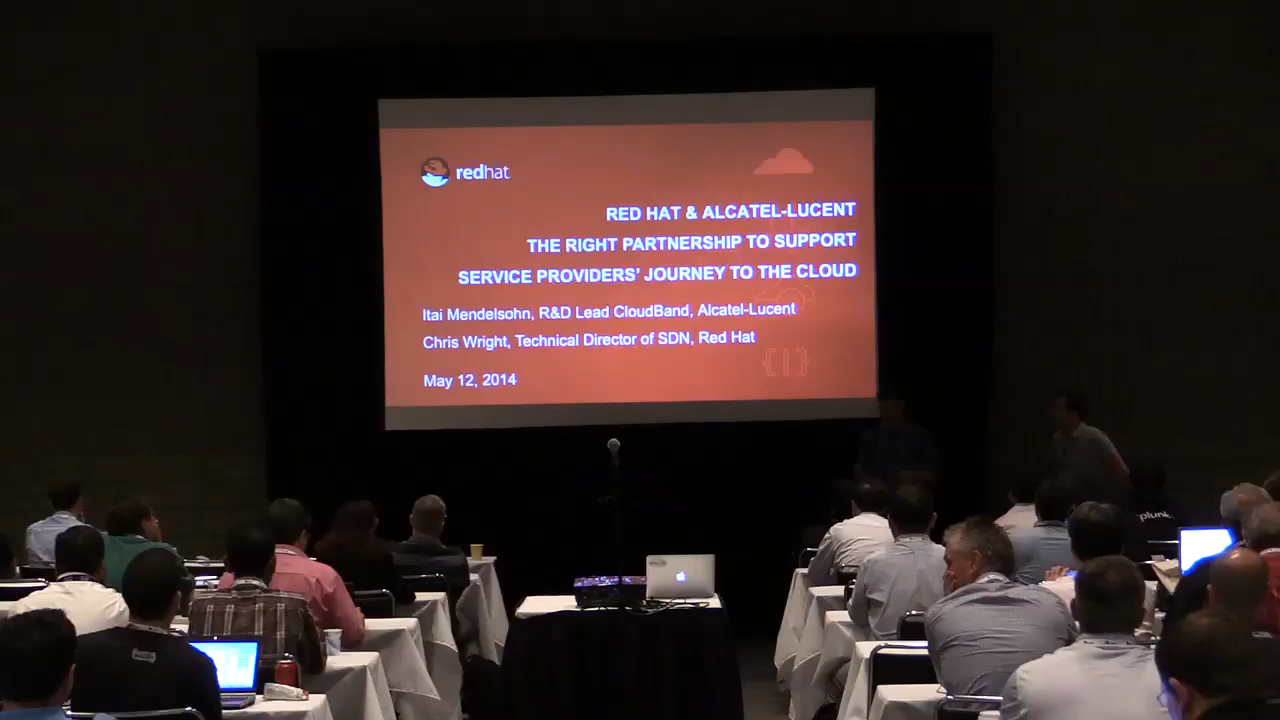 redhat
RED HAT & ALCATEL-LUCENT
THE RIGHT PARTNERSHIP TO SUPPORT
SERVICE PROVIDERS’ JOURNEY TO THE CLOUD
Itai Mendelsohn, R&D Lead CloudBand, Alcatel-Lucent
Chris Wright, Technical Director of SDN, Red Hat
May 12, 2014
{|}